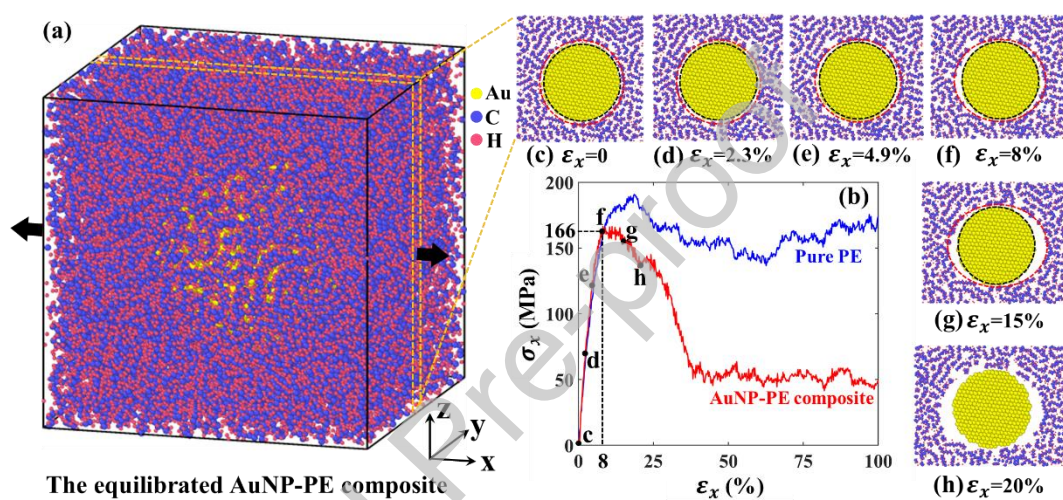 (a)
Au
C
H
(c) εₓ=0
(d) εₓ=2.3%
(e) εₓ=4.9%
(f) εₓ=8%
200
166
150
100
50
0
(b)
f
g
h
e
d
c
Pure PE
AuNP-PE composite
σₓ (MPa)
0 8 25 50 75 100
εₓ (%)
(g) εₓ=15%
(h) εₓ=20%
z
y
x
The equilibrated AuNP-PE composite
Pre-proof